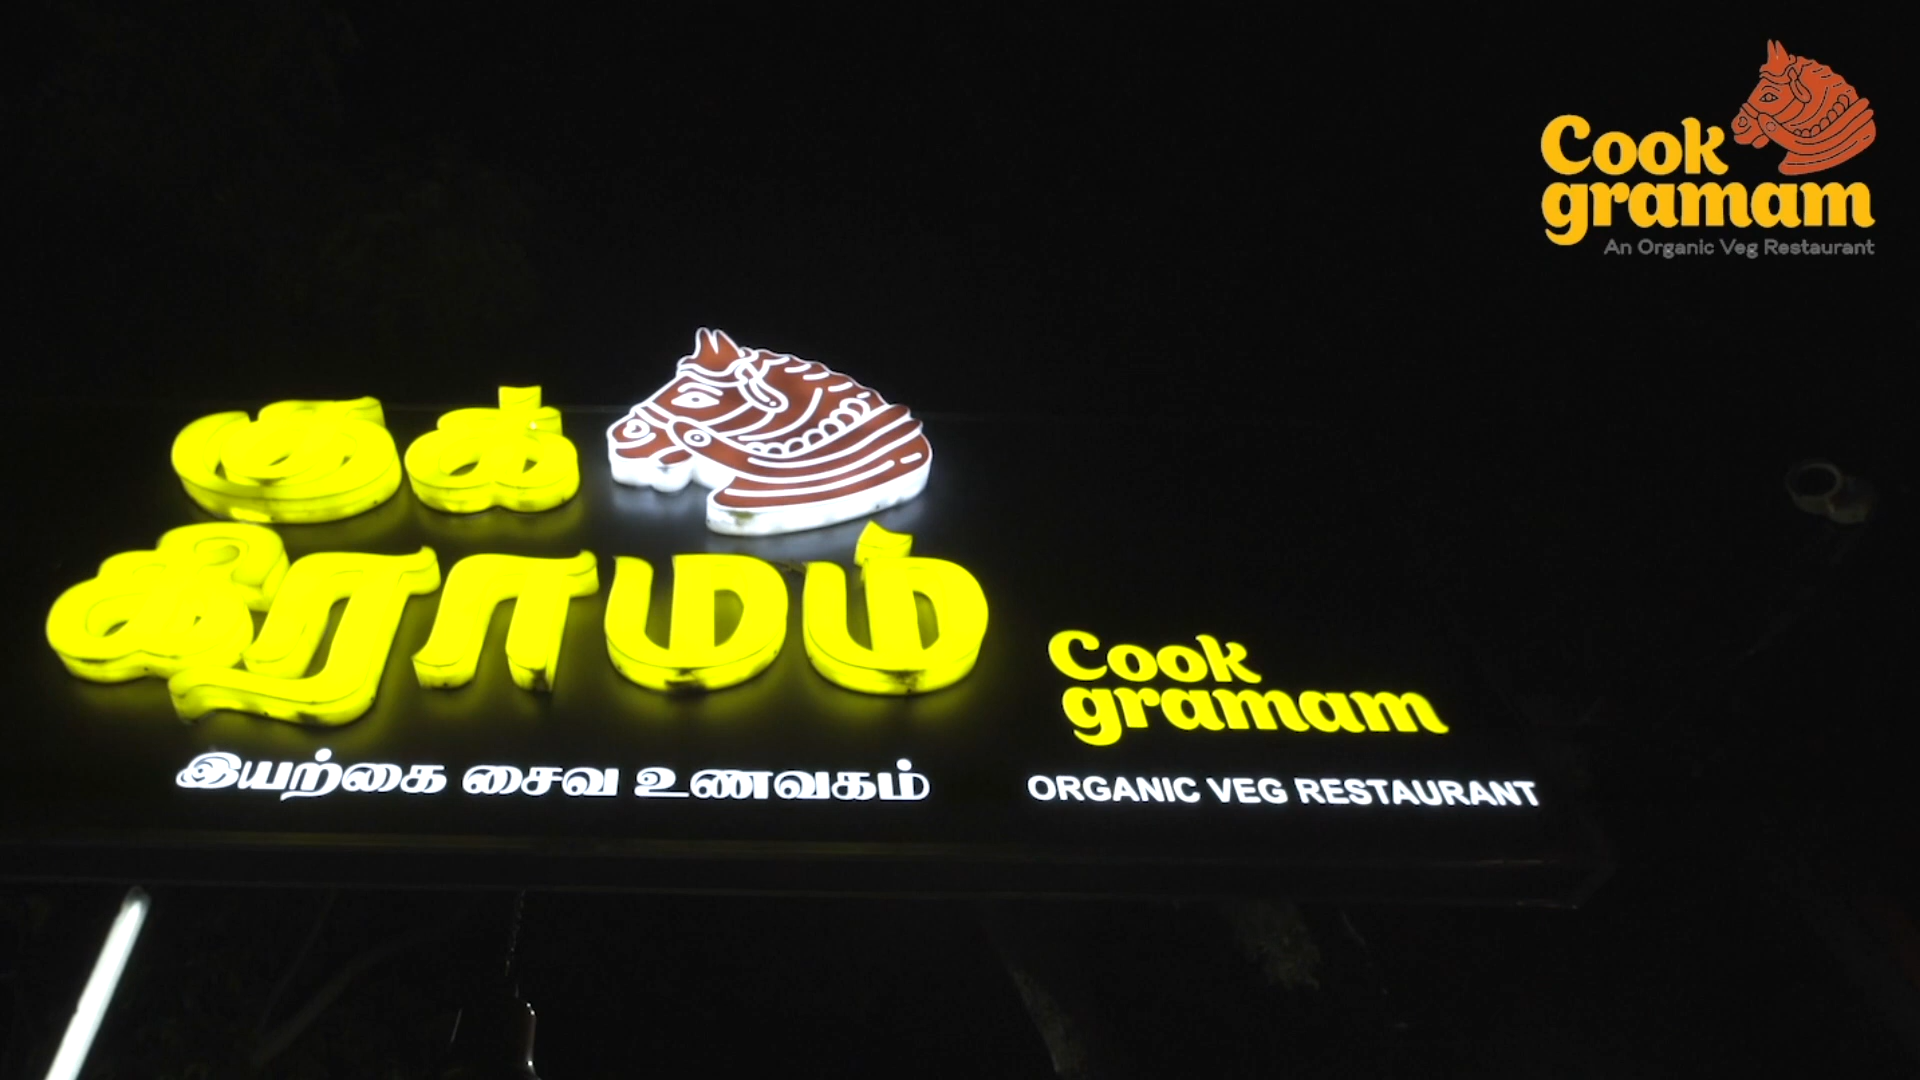 Cook
gramam
An Organic Veg Restaurant
குக்
கிராமம்
இயற்கை சைவ உணவகம்
Cook
gramam
ORGANIC VEG RESTAURANT